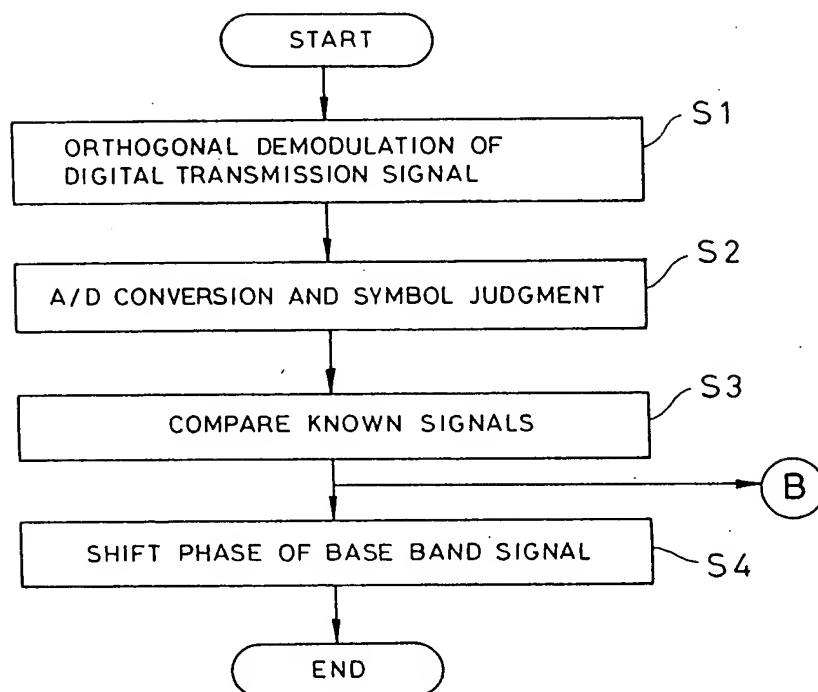 START
S1
ORTHOGONAL DEMODULATION OF
DIGITAL TRANSMISSION SIGNAL
S2
A/D CONVERSION AND SYMBOL JUDGMENT
S3
COMPARE KNOWN SIGNALS
B
SHIFT PHASE OF BASE BAND SIGNAL
S4
END